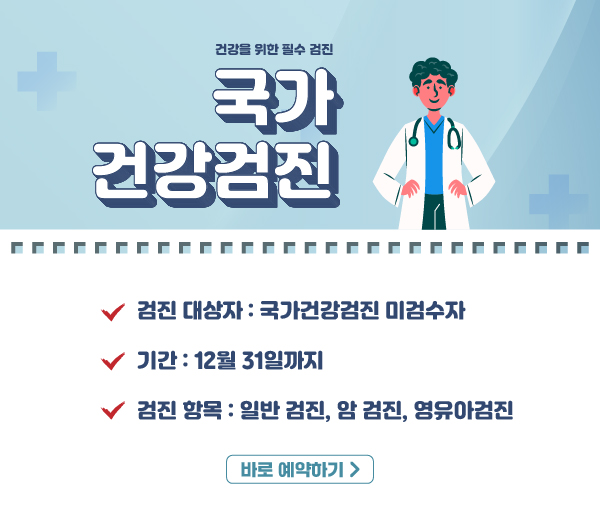 건강을 위한 필수 검진
국가
건강검진
검진 대상자 : 국가건강검진 미검수자
기간 : 12월 31일까지
검진 항목 : 일반 검진, 암 검진, 영유아검진
바로 예약하기 >